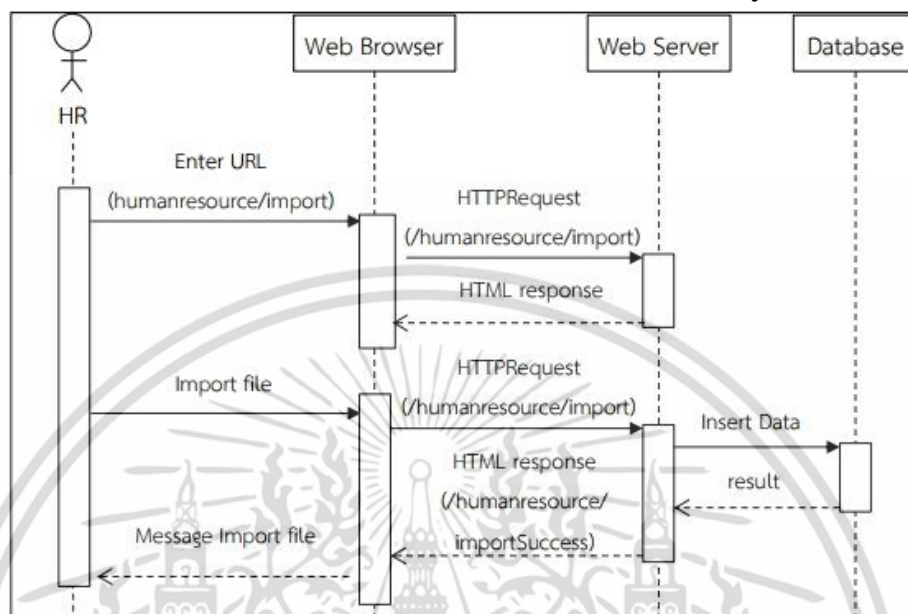 Web Browser
Web Server
Database
HR
Enter URL
(humanresource/import)
HTTPRequest
(/humanresource/import)
HTML response
Import file
HTTPRequest
(/humanresource/import)
Insert Data
HTML response
(/humanresource/
importSuccess)
result
Message Import file